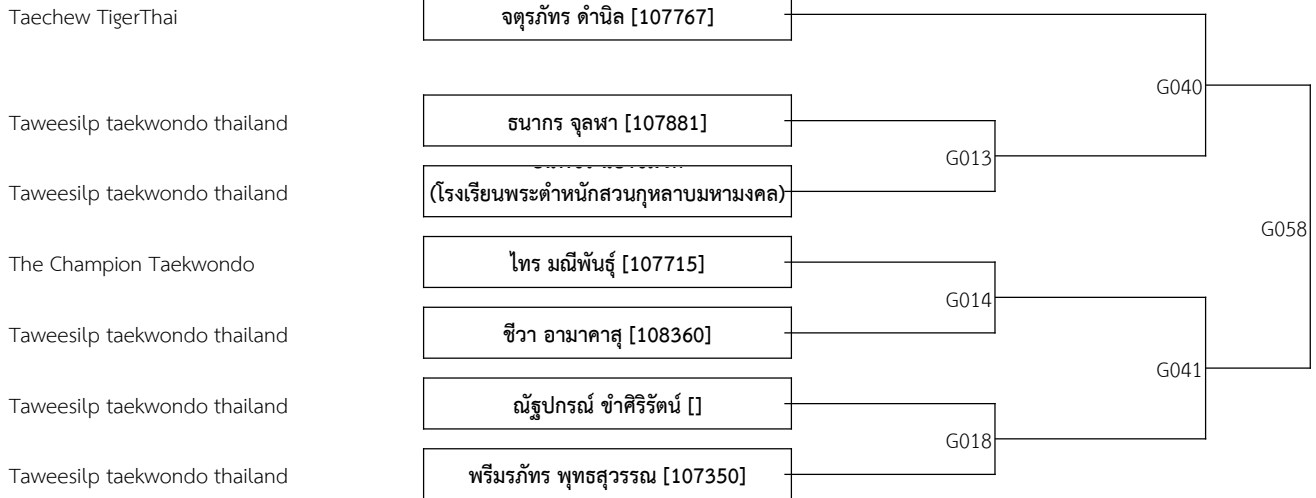 Taechew TigerThai
จตุรภัทร ดำนิล [107767]
G040
Taweesilp taekwondo thailand
ธนากร จุลหา [107881]
G013
Taweesilp taekwondo thailand
(โรงเรียนพระตำหนักสวนกุหลาบมหามงคล)
G058
The Champion Taekwondo
ไทร มณีพันธุ์ [107715]
G014
Taweesilp taekwondo thailand
ชีวา อามาคาสุ [108360]
G041
Taweesilp taekwondo thailand
ณัฐปกรณ์ ขำศิริรัตน์ []
G018
Taweesilp taekwondo thailand
พรีมรภัทร พุทธสุวรรณ [107350]